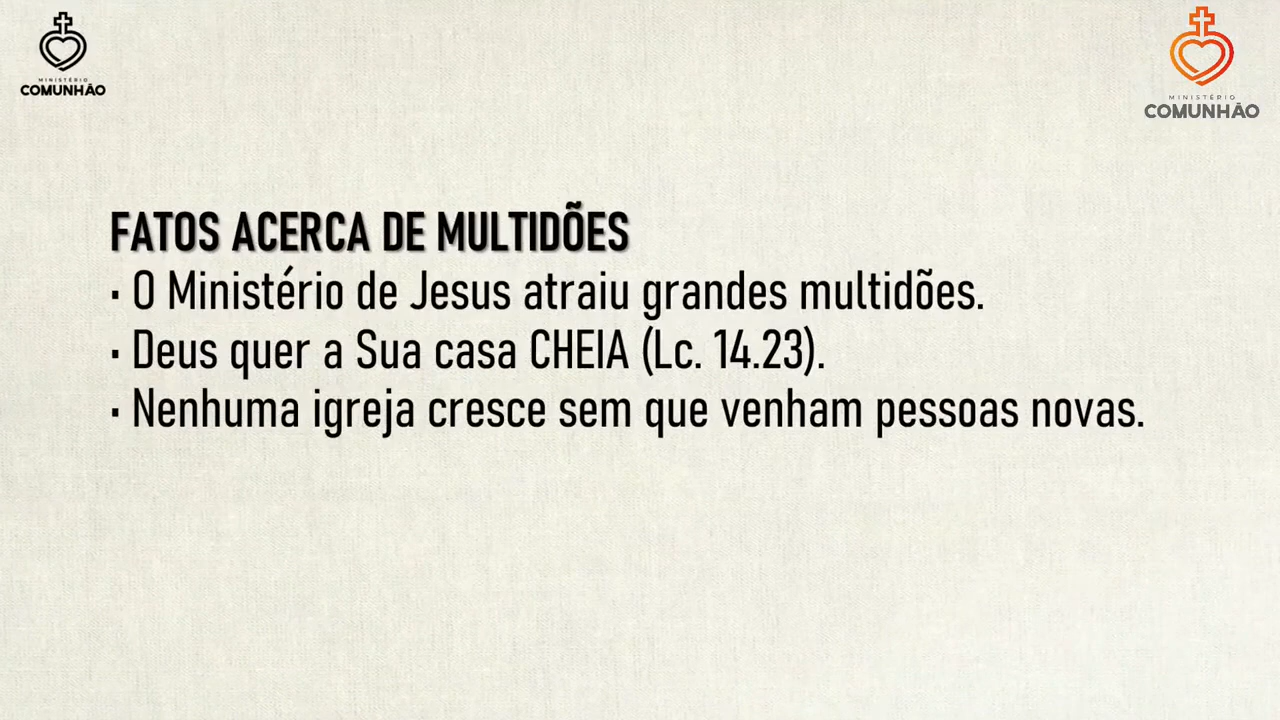 MINISTÉRIO
COMUNHÃO
MINISTÉRIO
COMUNHÃO
FATOS ACERCA DE MULTIDÕES
· O Ministério de Jesus atraiu grandes multidões.
· Deus quer a Sua casa CHEIA (Lc. 14.23).
· Nenhuma igreja cresce sem que venham pessoas novas.